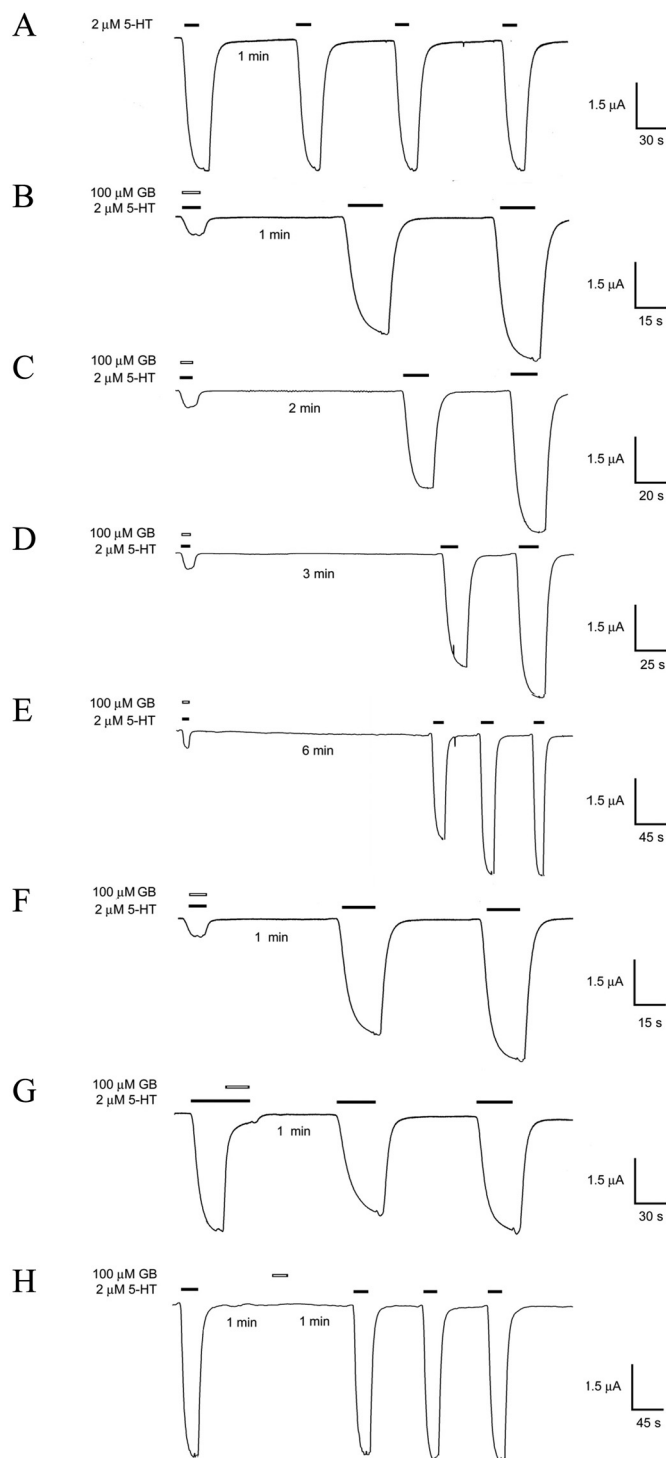 A
2 μM 5-HT
1 min
1.5 μA
30 s
B
100 μM GB
2 μM 5-HT
1 min
1.5 μA
15 s
C
100 μM GB
2 μM 5-HT
2 min
1.5 μA
20 s
D
100 μM GB
2 μM 5-HT
3 min
1.5 μA
25 s
E
100 μM GB
2 μM 5-HT
6 min
1.5 μA
45 s
F
100 μM GB
2 μM 5-HT
1 min
1.5 μA
15 s
G
100 μM GB
2 μM 5-HT
1 min
1.5 μA
30 s
H
100 μM GB
2 μM 5-HT
1 min 1 min
1.5 μA
45 s